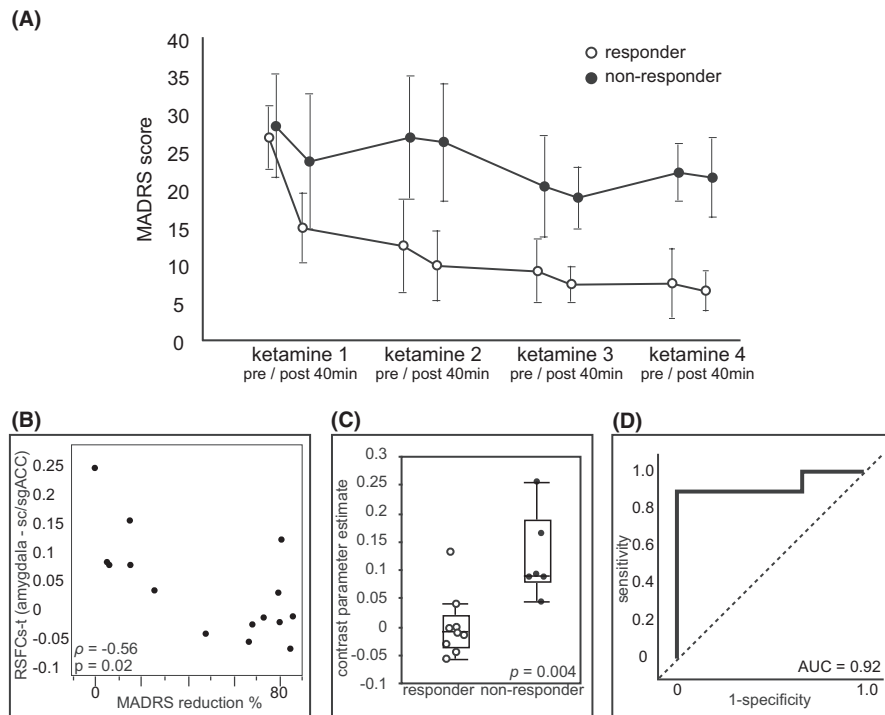 (A)
40
35
30
25
20
15
10
5
0
MADRS score
responder
non-responder
ketamine 1 ketamine 2 ketamine 3 ketamine 4
pre / post 40min pre / post 40min pre / post 40min pre / post 40min
(B)
RSFCs-t (amygdala - sc/sgACC)
0.25
0.2
0.15
0.1
0.05
0
-0.05
-0.1
ρ = -0.56
p = 0.02
0 80
MADRS reduction %
(C)
contrast parameter estimate
0.3
0.25
0.2
0.15
0.1
0.05
0
-0.05
-0.1
p = 0.004
responder non-responder
(D)
sensitivity
1.0
0.8
0.6
0.4
0.2
0
AUC = 0.92
0 1.0
1-specificity